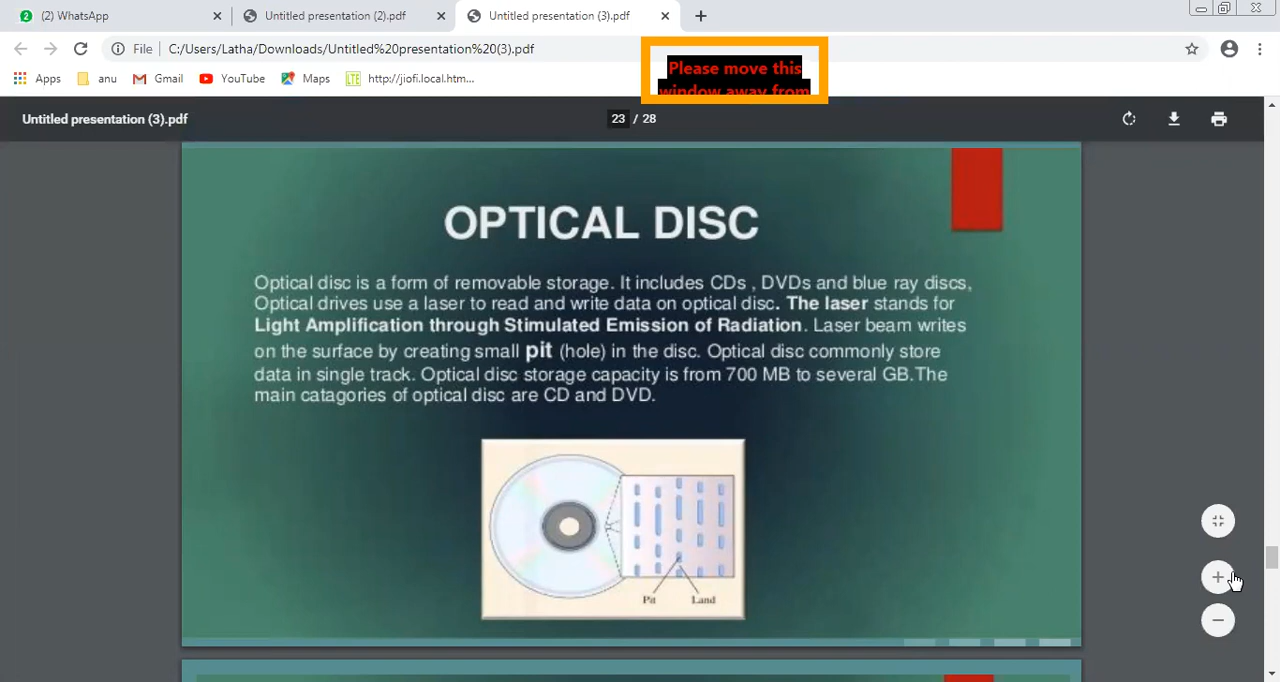 (2) WhatsApp
Untitled presentation (2).pdf
Untitled presentation (3).pdf
File
C:/Users/Latha/Downloads/Untitled%20presentation%20(3).pdf
Please move this
window away from
Apps
anu
Gmail
YouTube
Maps
LTE
http://jiofi.local.htm...
Untitled presentation (3).pdf
23 / 28
OPTICAL DISC
Optical disc is a form of removable storage. It includes CDs , DVDs and blue ray discs,
Optical drives use a laser to read and write data on optical disc. The laser stands for
Light Amplification through Stimulated Emission of Radiation. Laser beam writes
on the surface by creating small pit (hole) in the disc. Optical disc commonly store
data in single track. Optical disc storage capacity is from 700 MB to several GB.The
main catagories of optical disc are CD and DVD.
Pit
Land